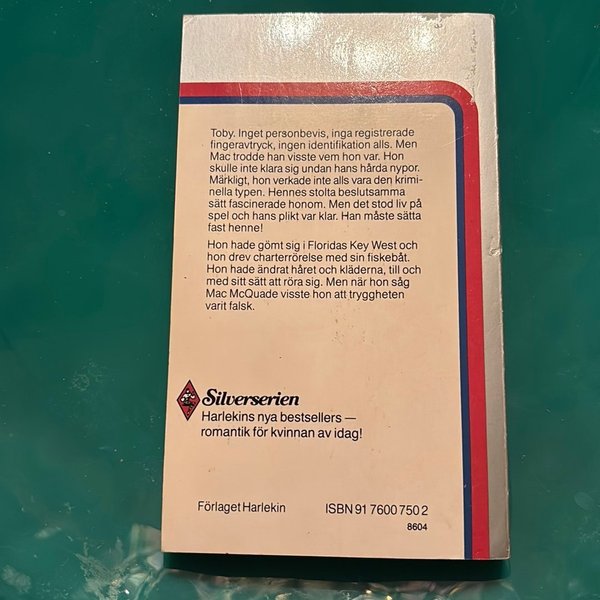 Toby. Inget personbevis, inga registrerade
fingeravtryck, ingen identifikation alls. Men
Mac trodde han visste vem hon var. Hon
skulle inte klara sig undan hans hårda nypor.
Märkligt, hon verkade inte alls vara den krimi-
nella typen. Hennes stolta beslutsamma
sätt fascinerade honom. Men det stod liv på
spel och hans plikt var klar. Han måste sätta
fast henne!
Hon hade gömt sig i Floridas Key West och
hon drev charterrörelse med sin fiskebåt.
Hon hade ändrat håret och kläderna, till och
med sitt sätt att röra sig. Men när hon såg
Mac McQuade visste hon att tryggheten
varit falsk.
Silverserien
Harlekins nya bestsellers —
romantik för kvinnan av idag!
Förlaget Harlekin ISBN 91 7600 750 2
8604